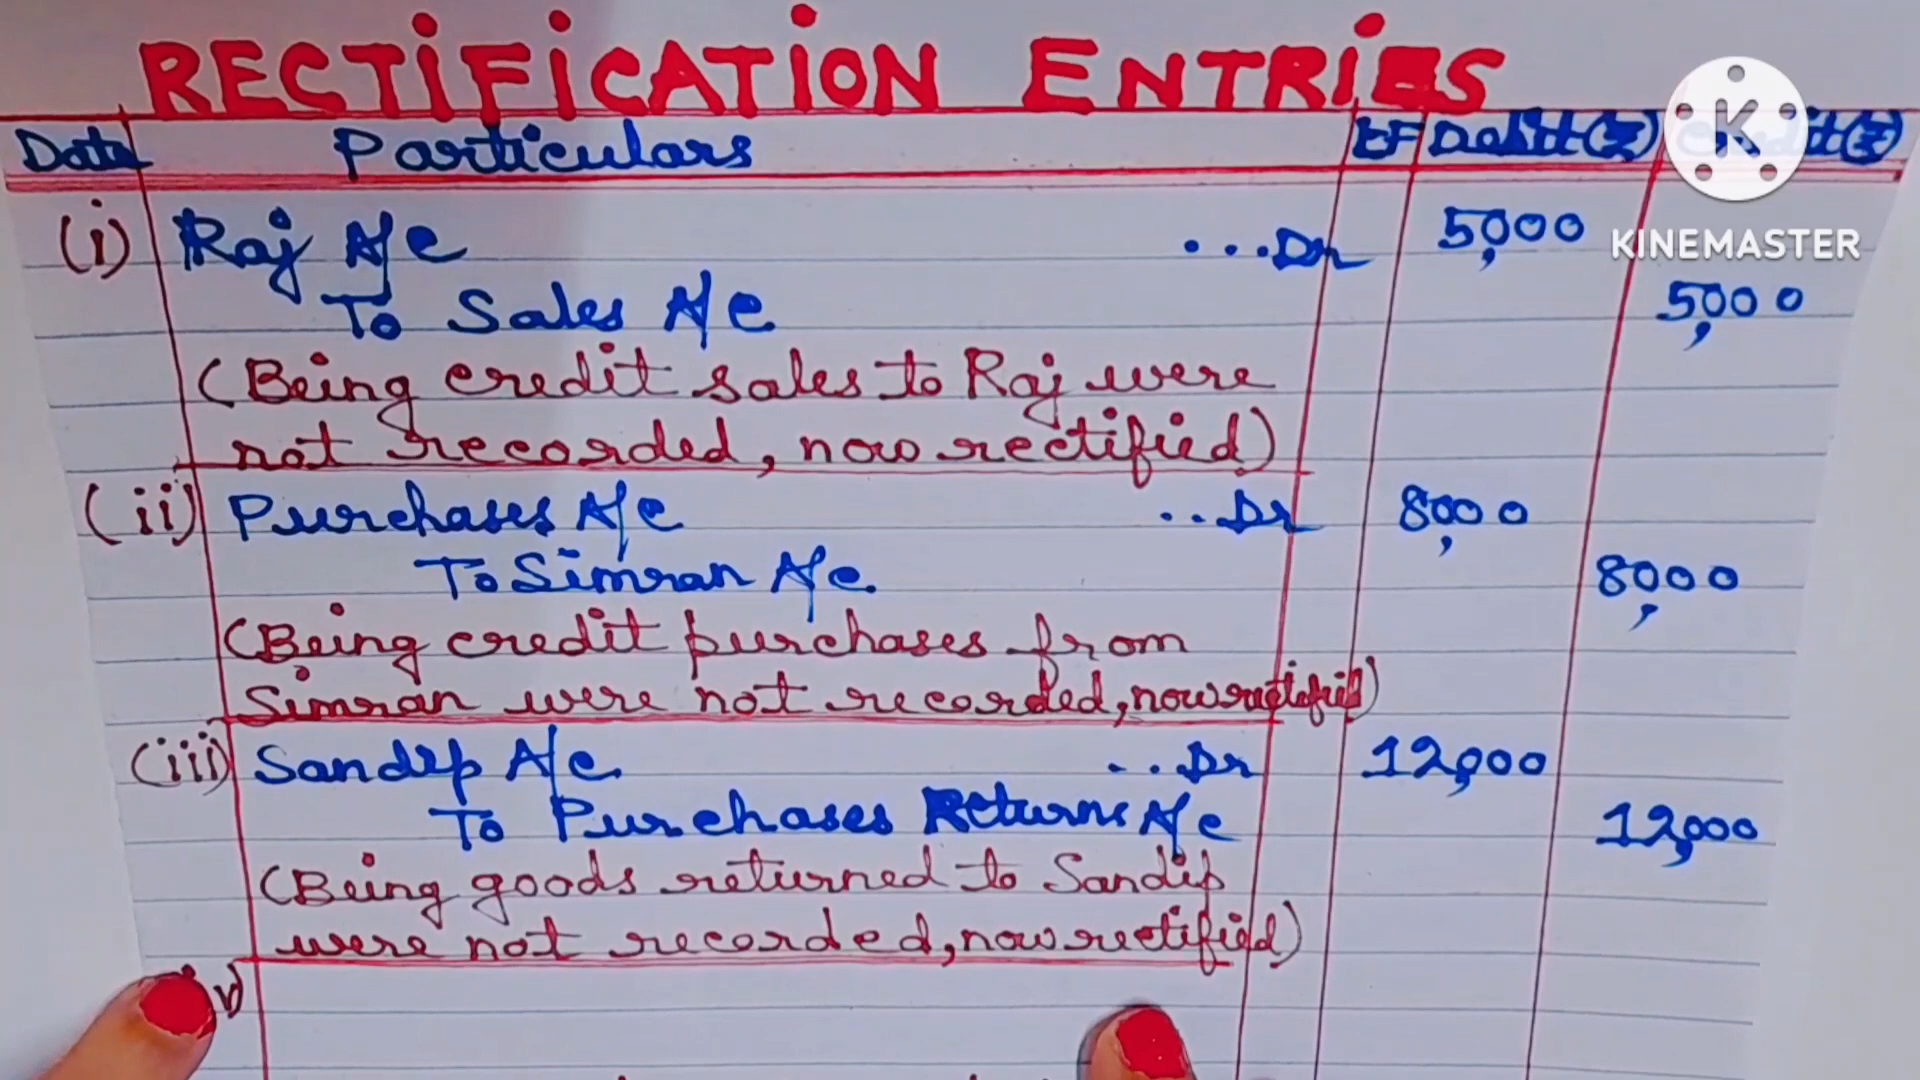 RECTIFICATION ENTRIES
Date Particulars LF Debit(₹) Credit(₹)
(i) Raj A/c ...Dr 5,000
To Sales A/c 5,000
(Being credit sales to Raj were
not recorded, now rectified)
(ii) Purchases A/c ..Dr 8,000
To Simran A/c 8,000
(Being credit purchases from
Simran were not recorded, now rectified)
(iii) Sandip A/c ..Dr 12,000
To Purchases Returns A/c 12,000
(Being goods returned to Sandip
were not recorded, now rectified)
v)
K
KINEMASTER